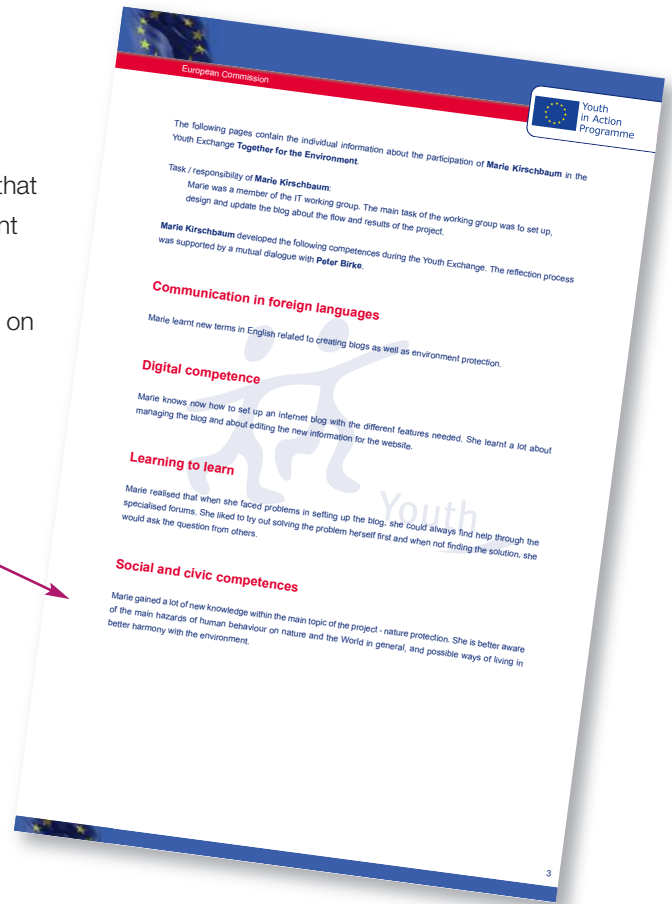 that
nt
on
European Commission
Youth
in Action
Programme
The following pages contain the individual information about the participation of Marie Kirschbaum in the
Youth Exchange Together for the Environment.
Task / responsibility of Marie Kirschbaum:
Marie was a member of the IT working group. The main task of the working group was to set up,
design and update the blog about the flow and results of the project.
Marie Kirschbaum developed the following competences during the Youth Exchange. The reflection process
was supported by a mutual dialogue with Peter Birke.
Communication in foreign languages
Marie learnt new terms in English related to creating blogs as well as environment protection.
Digital competence
Marie knows now how to set up an internet blog with the different features needed. She learnt a lot about
managing the blog and about editing the new information for the website.
Learning to learn
Marie realised that when she faced problems in setting up the blog, she could always find help through the
specialised forums. She liked to try out solving the problem herself first and when not finding the solution, she
would ask the question from others.
Youth
Social and civic competences
Marie gained a lot of new knowledge within the main topic of the project - nature protection. She is better aware
of the main hazards of human behaviour on nature and the World in general, and possible ways of living in
better harmony with the environment.
3